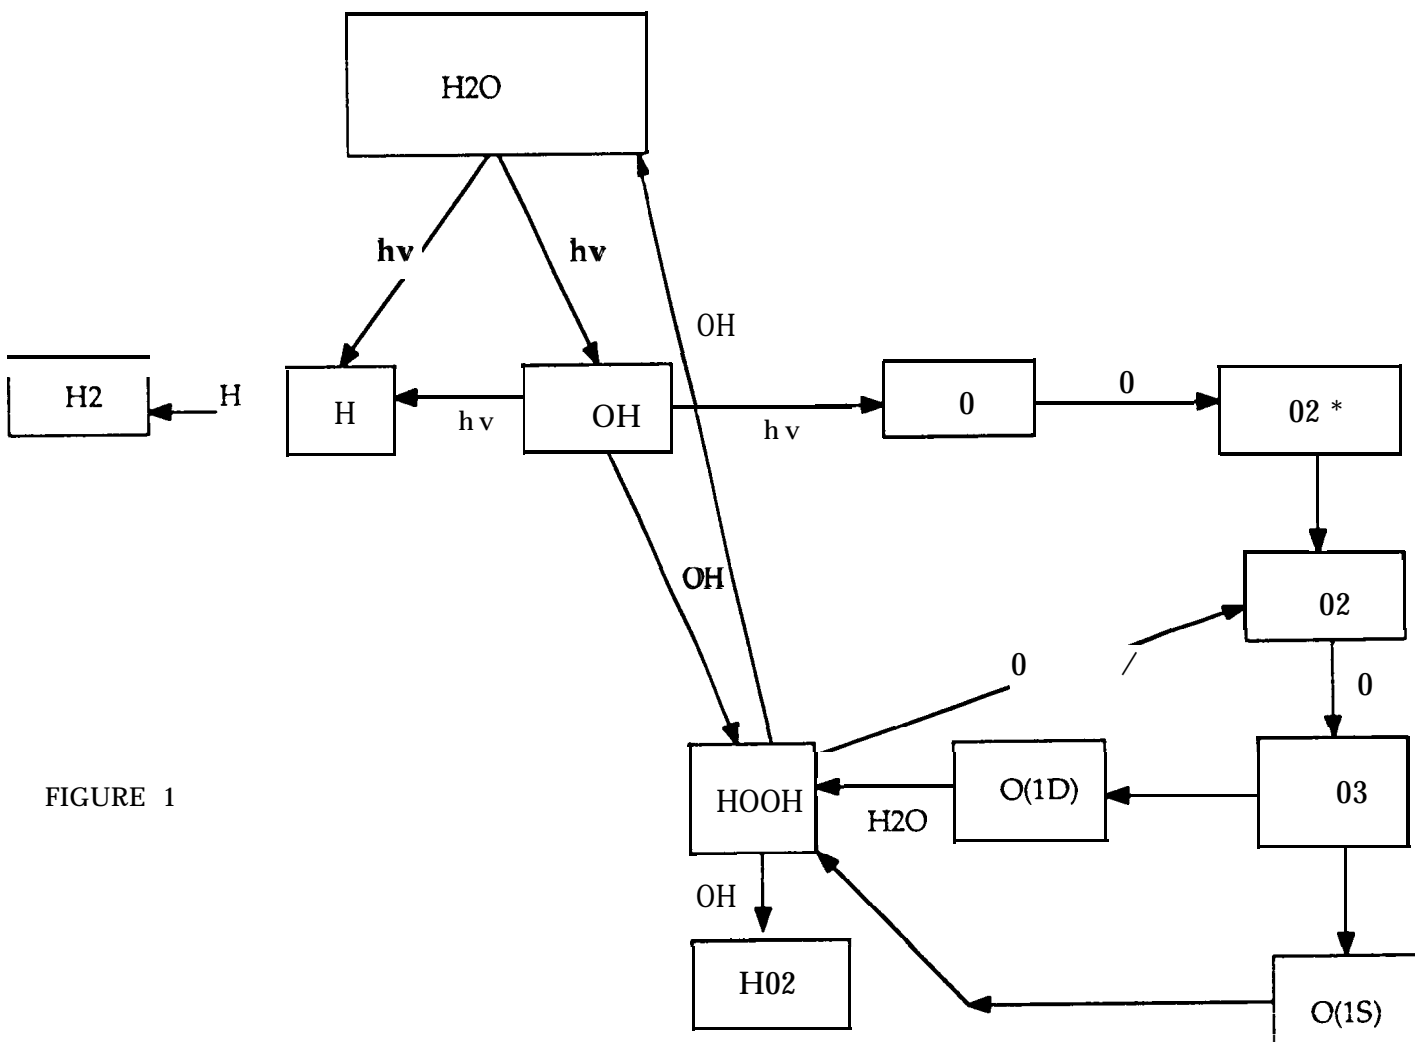 H2O
hv hv
OH
H2 H H hv OH hv 0 0 02 *
OH
02
0
0
FIGURE 1
HOOH
H2O
O(1D)
03
OH
H02
O(1S)